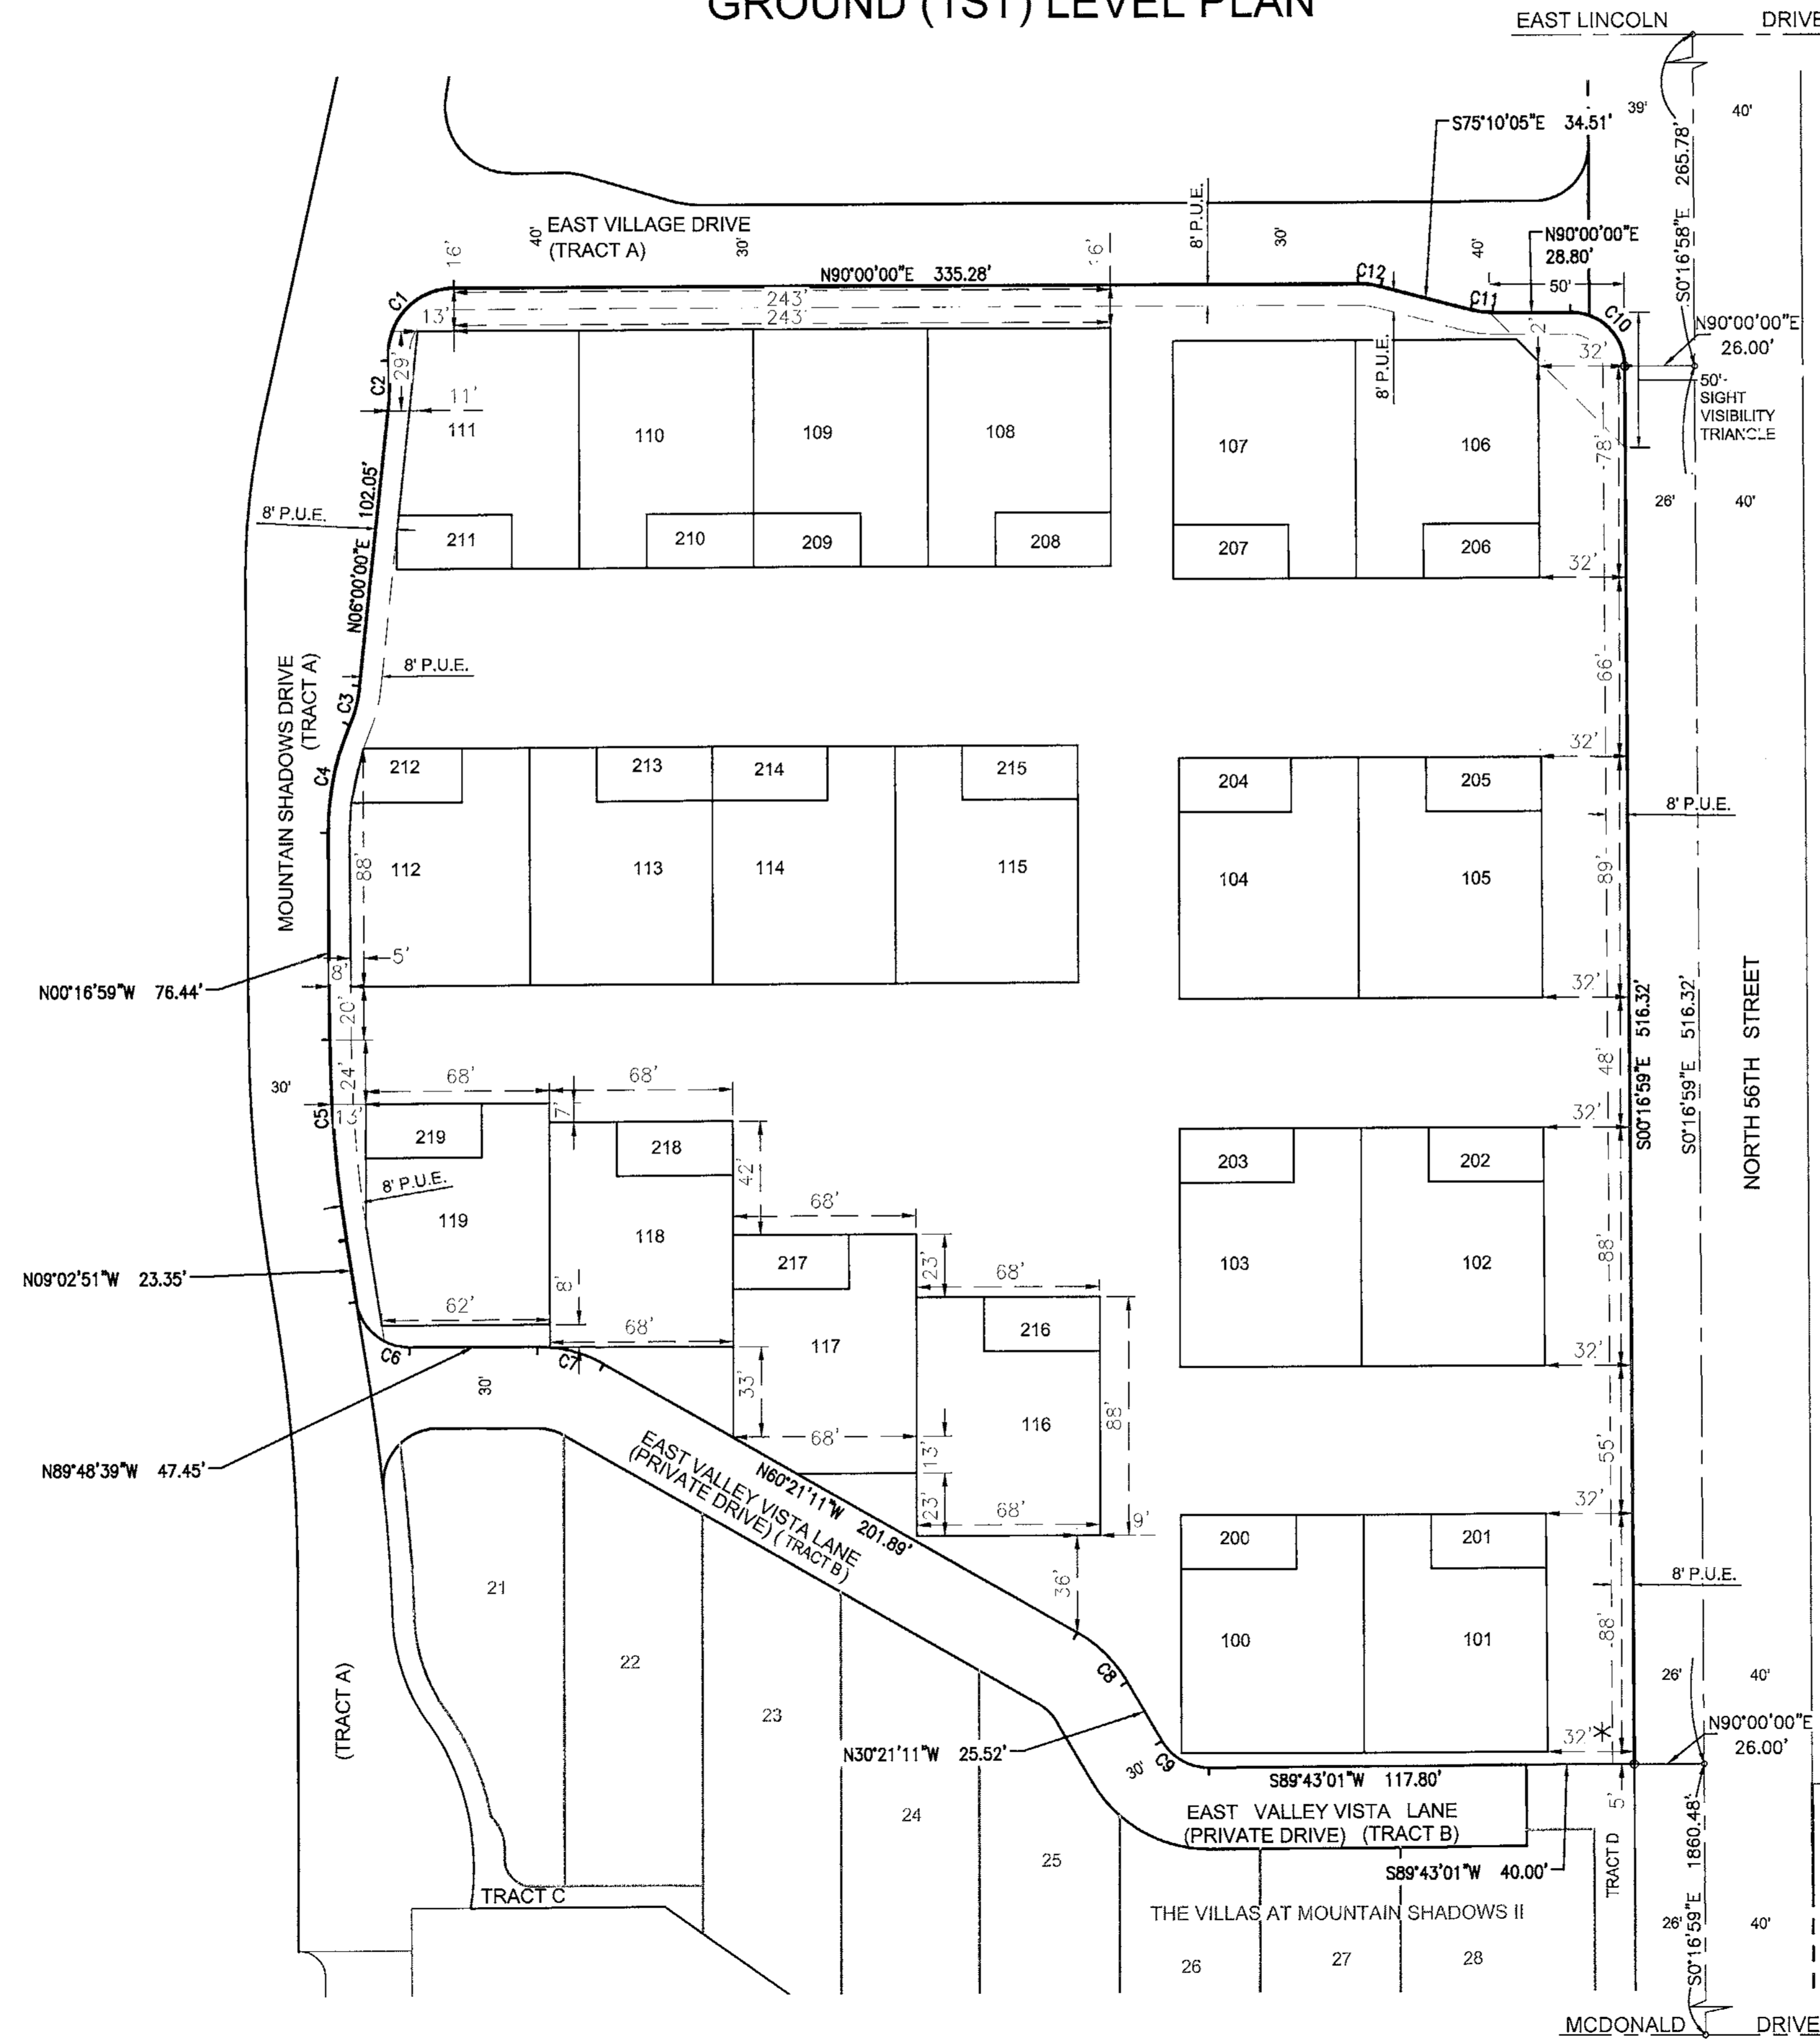 GROUND (1ST) LEVEL PLAN
EAST LINCOLN DRIVE
39'
40'
S0°16'58"E 265.78'
S75°10'05"E 34.51'
8' P.U.E.
EAST VILLAGE DRIVE
(TRACT A)
40'
30'
30'
40'
N90°00'00"E
28.80'
16'
N90°00'00"E 335.28'
16'
C12
C11
50'
C10
C1
243'
13'
243'
N90°00'00"E
26.00'
2'
32'
8' P.U.E.
50'-
SIGHT
VISIBILITY
TRIANGLE
C2
29'
11'
111
110
109
108
107
106
78'
N06°00'00"E 102.05'
8' P.U.E.
26'
40'
211
210
209
208
207
206
32'
MOUNTAIN SHADOWS DRIVE
(TRACT A)
8' P.U.E.
C3
66'
C4
212
213
214
215
204
205
32'
8' P.U.E.
88'
112
113
114
115
104
105
89'
5'
8'
N00°16'59"W 76.44'
20'
32'
S00°16'59"E 516.32'
S0°16'59"E 516.32'
NORTH 56TH STREET
30'
24'
68'
68'
48'
C5
13'
7'
32'
219
218
42'
203
202
8' P.U.E.
119
118
68'
217
23'
68'
103
102
88'
N09°02'51"W 23.35'
62'
8'
68'
117
216
32'
C6
C7
30'
33'
68'
13'
116
88'
N89°48'39"W 47.45'
EAST VALLEY VISTA LANE
(PRIVATE DRIVE) ( TRACT B)
N60°21'11"W 201.89'
23'
68'
9'
55'
32'
200
201
21
36'
8' P.U.E.
22
100
101
88'
C8
(TRACT A)
23
26'
40'
N30°21'11"W 25.52'
C9
30'
32'*
N90°00'00"E
26.00'
S89°43'01"W 117.80'
5'
24
EAST VALLEY VISTA LANE
(PRIVATE DRIVE) (TRACT B)
25
S89°43'01"W 40.00'
TRACT D
S0°16'59"E 1860.48'
TRACT C
THE VILLAS AT MOUNTAIN SHADOWS II
26'
40'
26
27
28
MCDONALD DRIVE